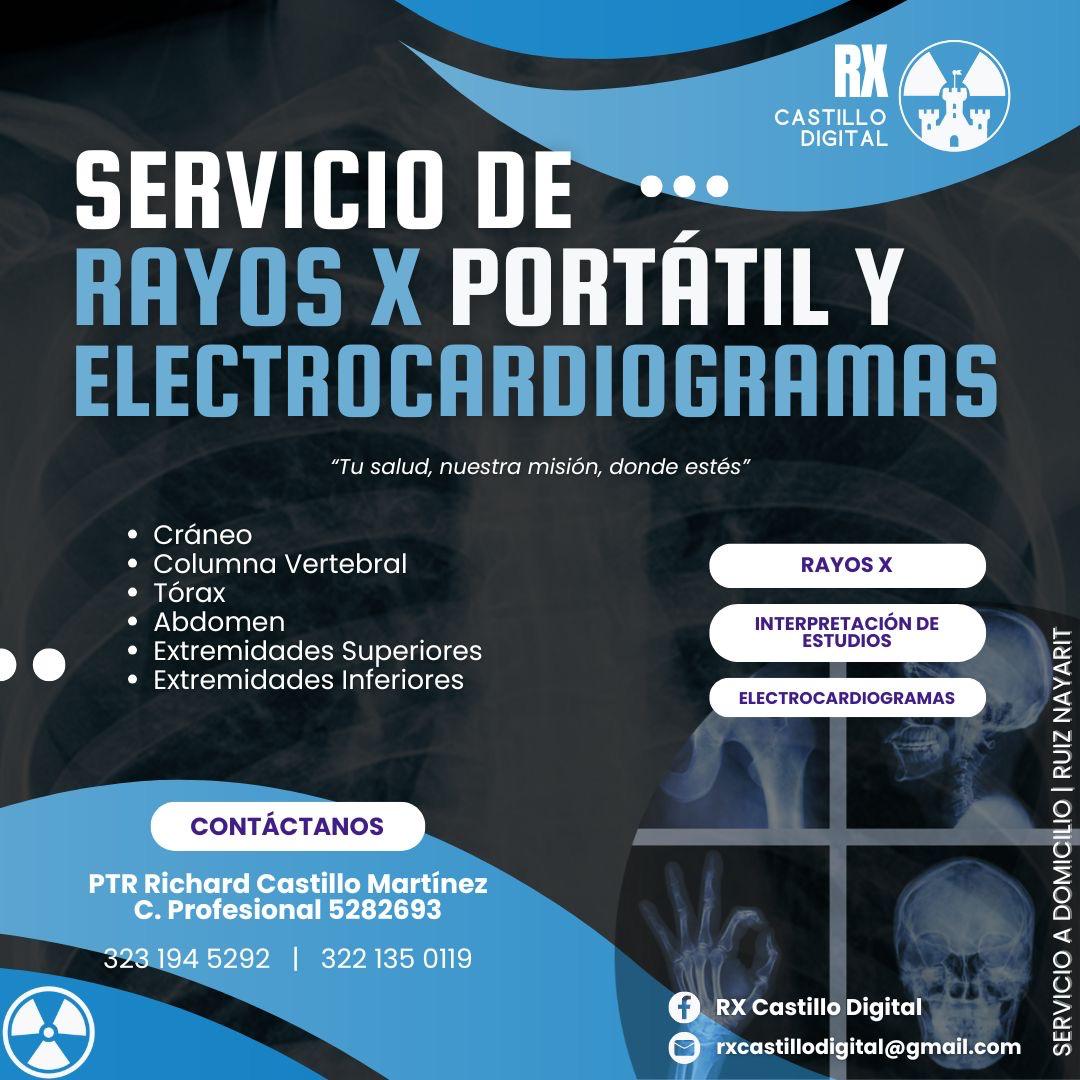 RX
CASTILLO
DIGITAL
SERVICIO DE
RAYOS X PORTÁTIL Y
ELECTROCARDIOGRAMAS
“Tu salud, nuestra misión, donde estés”
• Cráneo
• Columna Vertebral
• Tórax
• Abdomen
• Extremidades Superiores
• Extremidades Inferiores
RAYOS X
INTERPRETACIÓN DE
ESTUDIOS
ELECTROCARDIOGRAMAS
SERVICIO A DOMICILIO | RUIZ NAYARIT
CONTÁCTANOS
PTR Richard Castillo Martínez
C. Profesional 5282693
323 194 5292 | 322 135 0119
RX Castillo Digital
rxcastillodigital@gmail.com